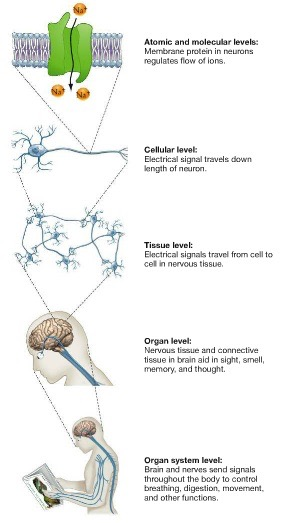 Na+
Atomic and molecular levels:
Membrane protein in neurons
regulates flow of ions.
Na+ Na+
Cellular level:
Electrical signal travels down
length of neuron.
Tissue level:
Electrical signals travel from cell to
cell in nervous tissue.
Organ level:
Nervous tissue and connective
tissue in brain aid in sight, smell,
memory, and thought.
Organ system level:
Brain and nerves send signals
throughout the body to control
breathing, digestion, movement,
and other functions.